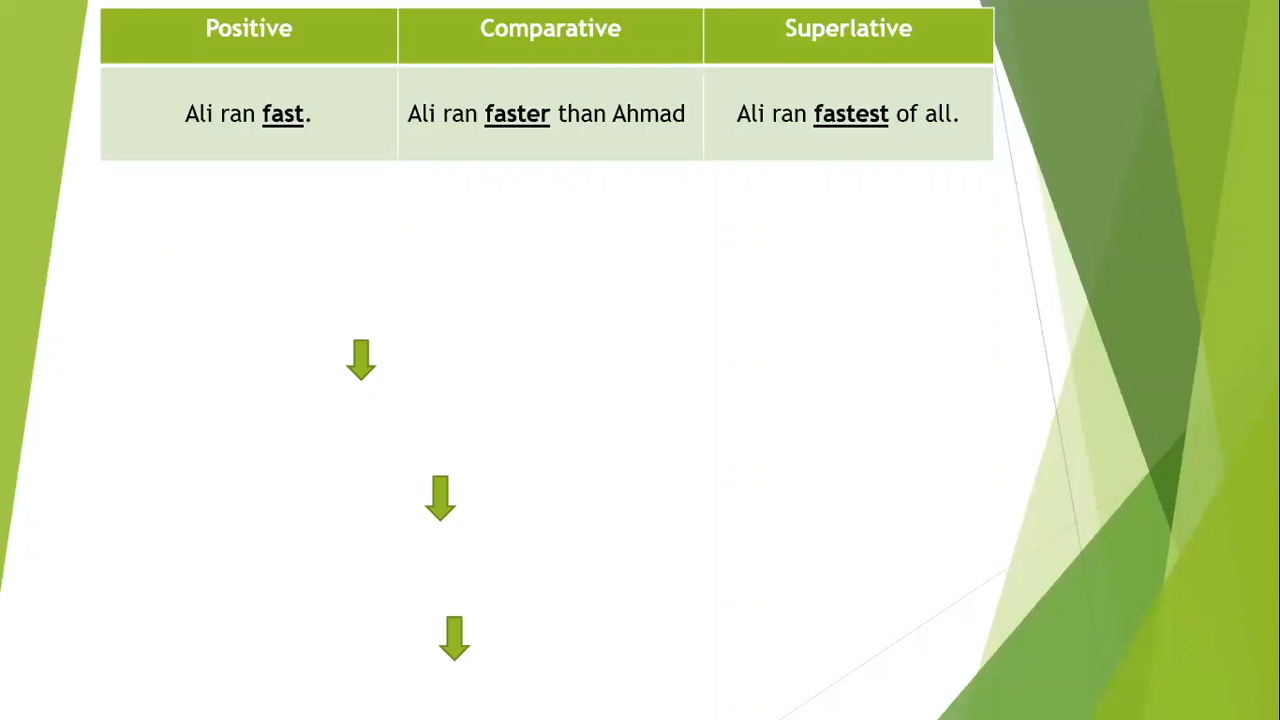 Positive
Comparative
Superlative
Ali ran fast.
Ali ran faster than Ahmad
Ali ran fastest of all.